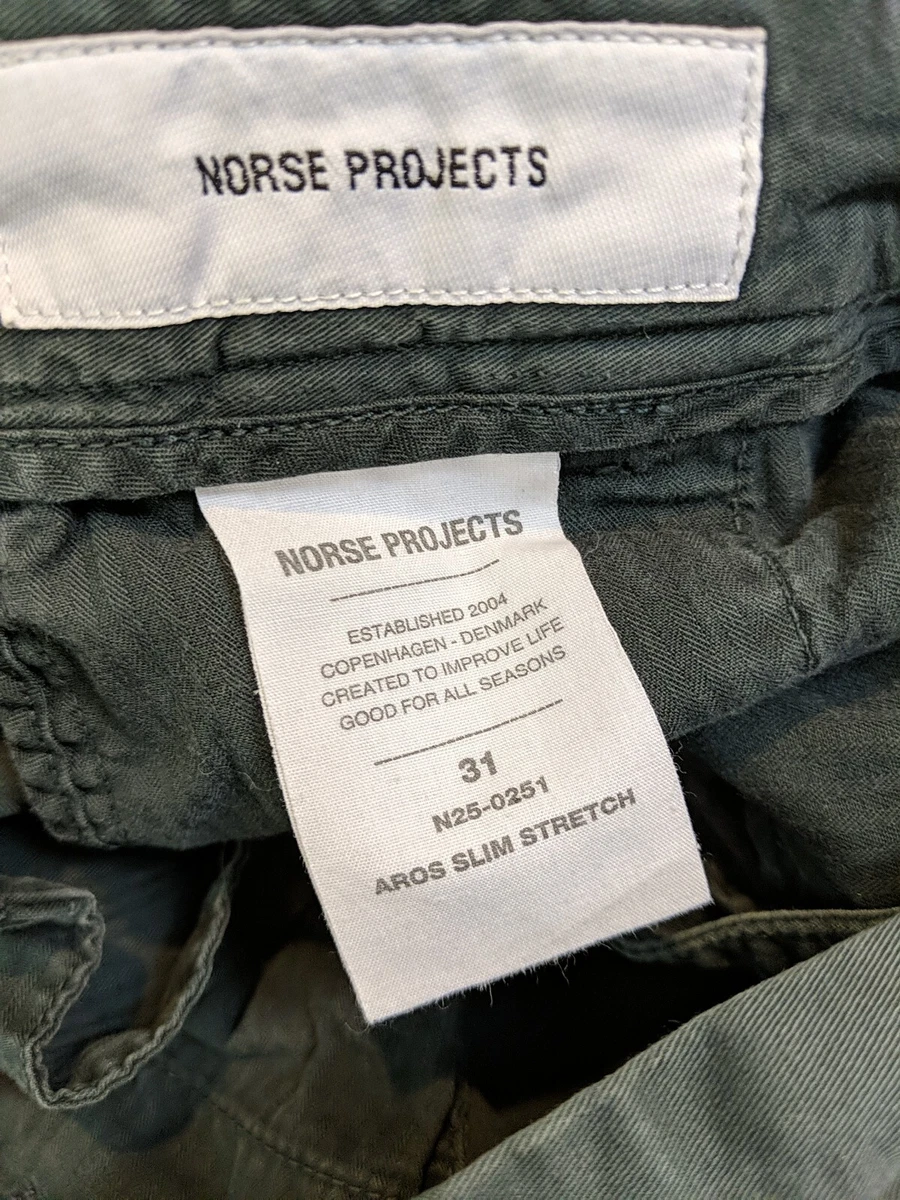 NORSE PROJECTS
NORSE PROJECTS
ESTABLISHED 2004
COPENHAGEN - DENMARK
CREATED TO IMPROVE LIFE
GOOD FOR ALL SEASONS
31
N25-0251
AROS SLIM STRETCH